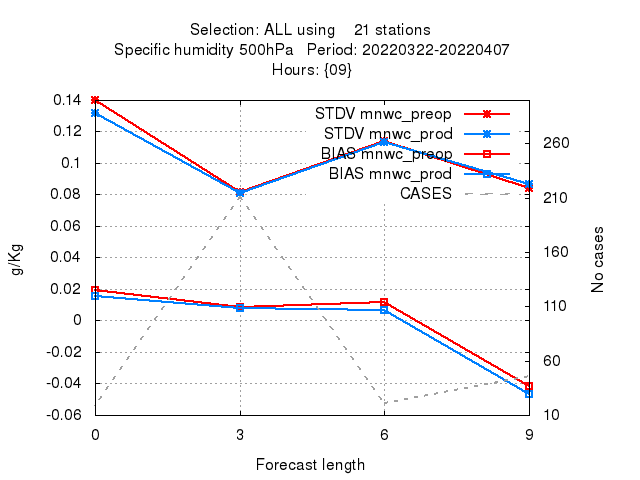 Selection: ALL using    21 stations
Specific humidity 500hPa   Period: 20220322-20220407
Hours: {09}
STDV mnwc_preop
STDV mnwc_prod
BIAS mnwc_preop
BIAS mnwc_prod
CASES
g/Kg
0.14
0.12
0.1
0.08
0.06
0.04
0.02
0
-0.02
-0.04
-0.06
260
210
160
110
60
10
No cases
0 3 6 9
Forecast length